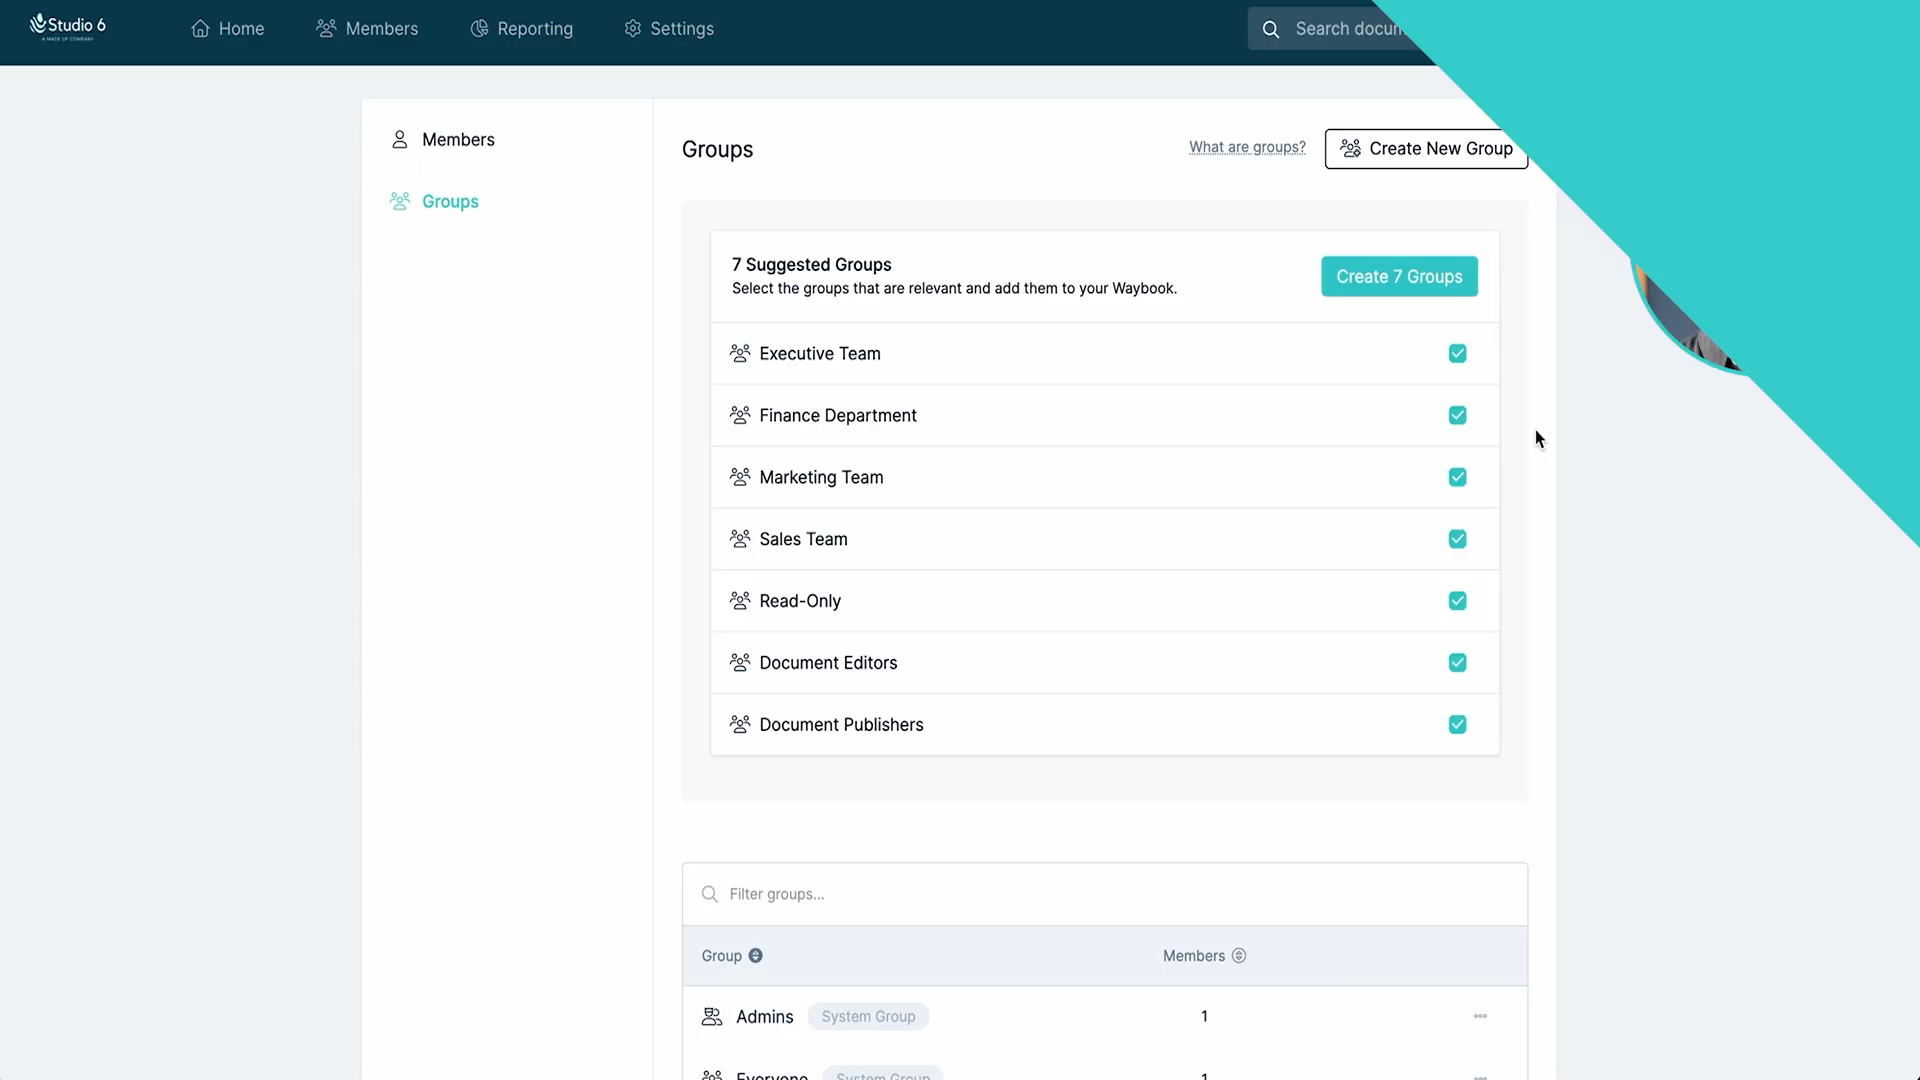 Studio 6
A MADE UP COMPANY
Home
Members
Reporting
Settings
Search
Members
Groups
Groups
What are groups?
Create New Group
7 Suggested Groups
Select the groups that are relevant and add them to your Waybook.
Create 7 Groups
Executive Team
Finance Department
Marketing Team
Sales Team
Read-Only
Document Editors
Document Publishers
Filter groups...
Group
Members
Admins
System Group
1
Everyone
System Group
1